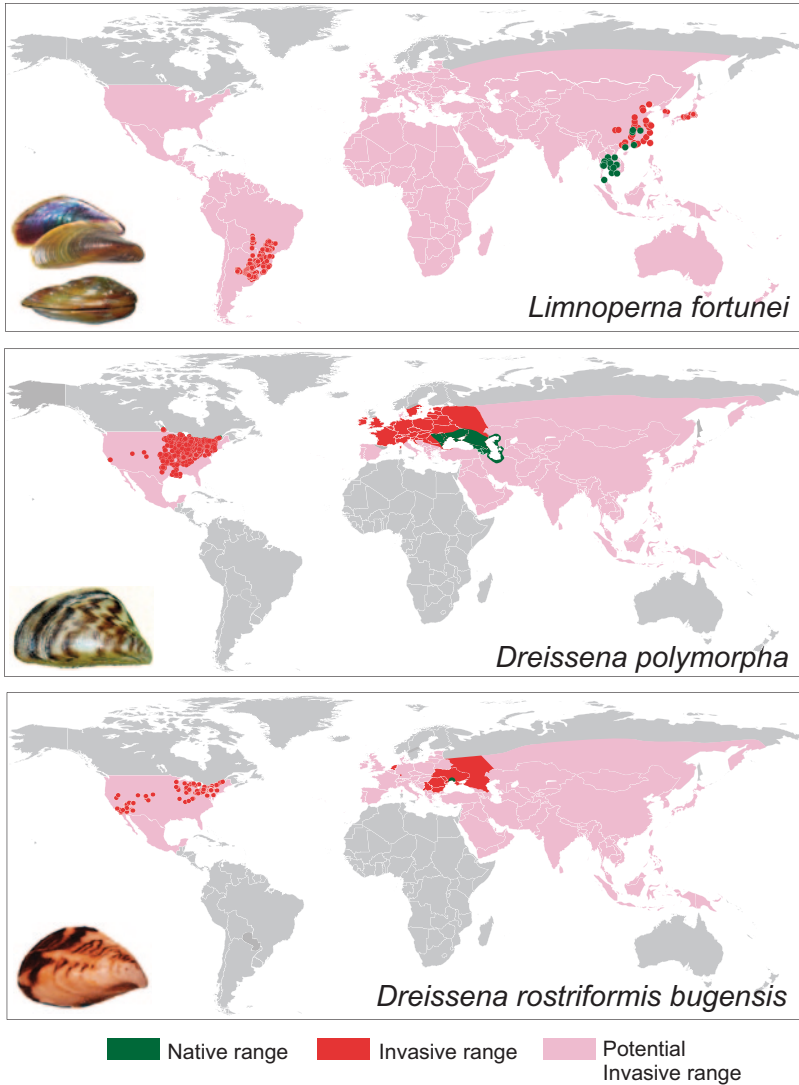 Limnoperna fortunei
Dreissena polymorpha
Dreissena rostriformis bugensis
Native range
Invasive range
Potential
Invasive range